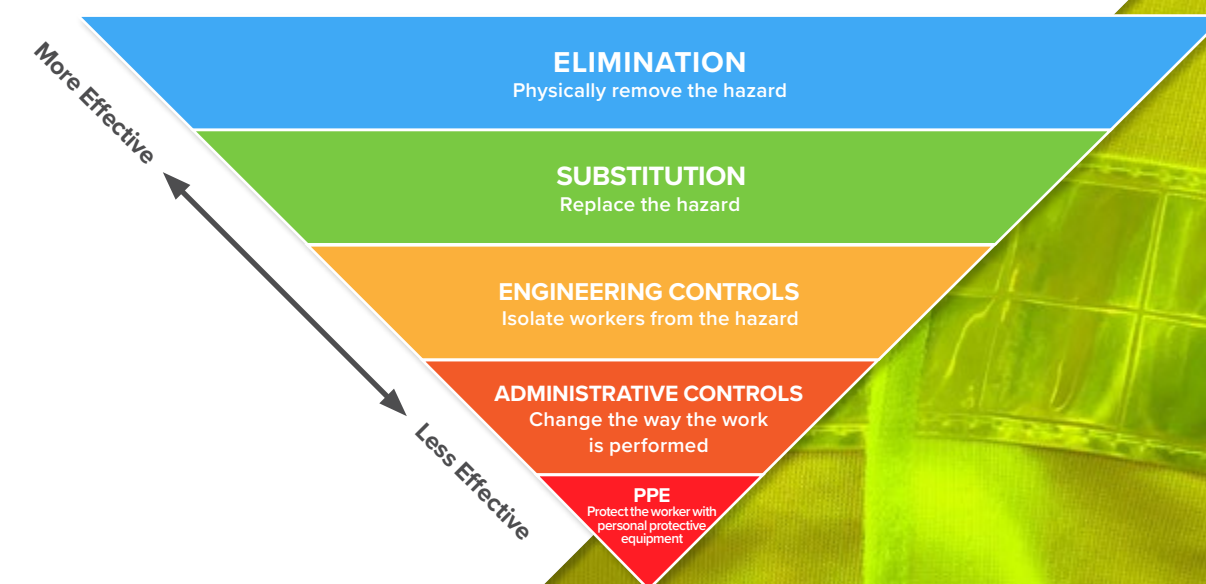 More Effective
ELIMINATION
Physically remove the hazard
SUBSTITUTION
Replace the hazard
ENGINEERING CONTROLS
Isolate workers from the hazard
ADMINISTRATIVE CONTROLS
Change the way the work
is performed
Less Effective
PPE
Protect the worker with
personal protective
equipment